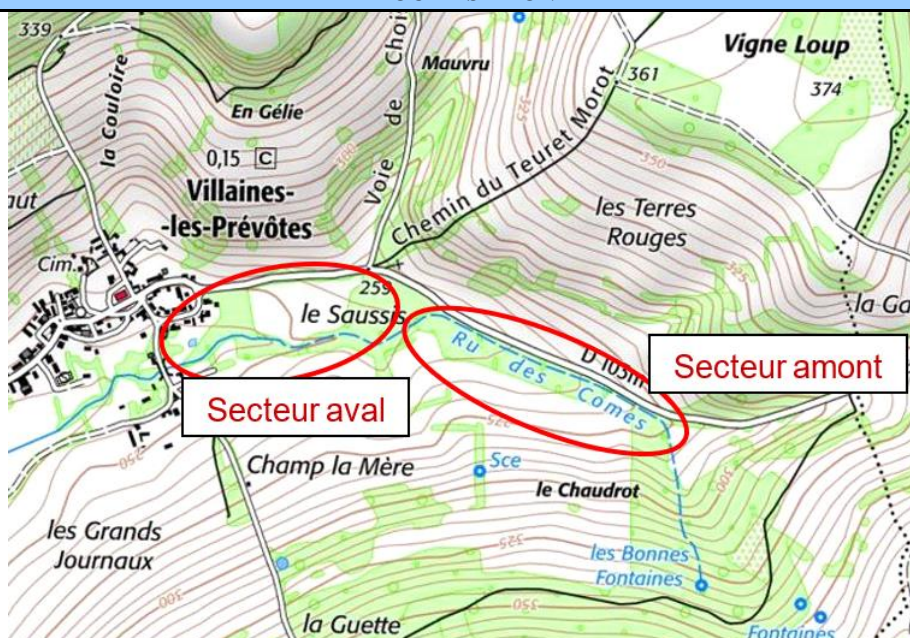 339
la Couloire
En Gélie
0,15 C
Villaines-
-les-Prévôtes
Cim.
Voie de Choi
Mauvru
Chemin du Teuret Morot
361
Vigne Loup
374
325
300
350
les Terres
Rouges
325
259
le Saussis
la Ga
Ru des Comes
Secteur amont
Secteur aval
275
250
Champ la Mère
Sce
le Chaudrot
300
les Grands
Journaux
325
les Bonnes
Fontaines
300
350
la Guette
Fontaines